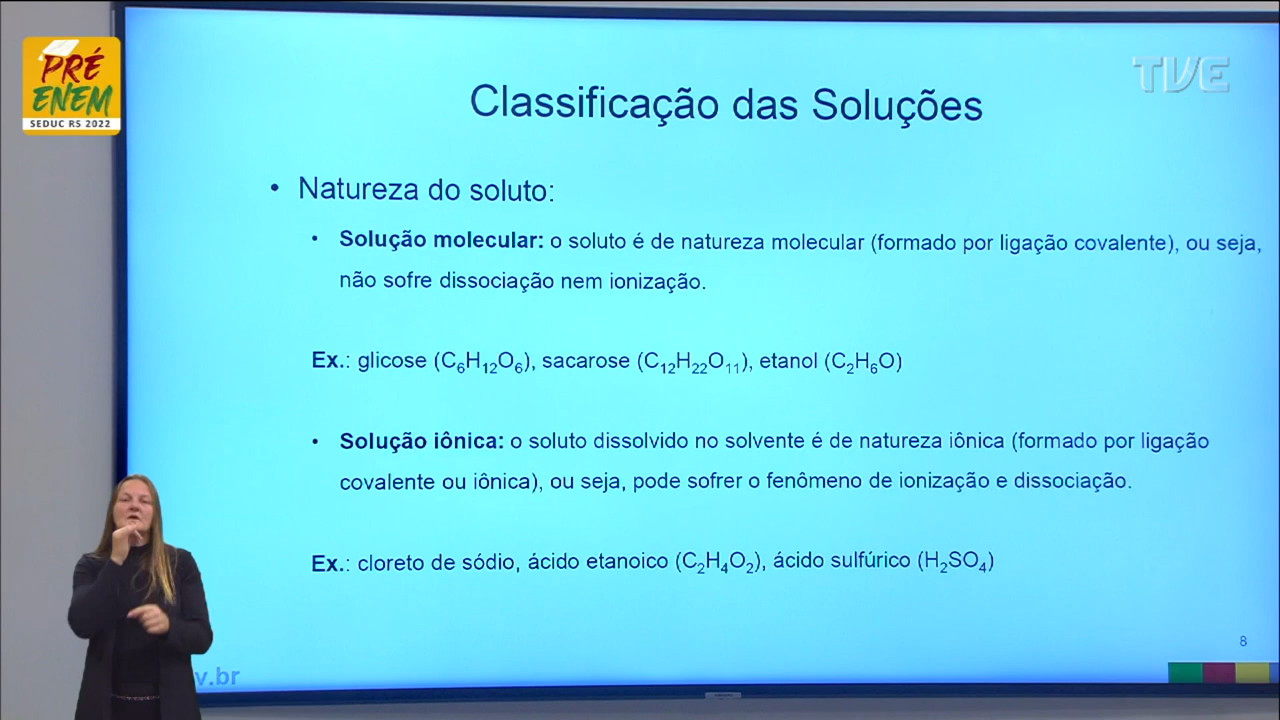 PRÉ
ENEM
SEDUC RS 2022
TVE
Classificação das Soluções
• Natureza do soluto:
• Solução molecular: o soluto é de natureza molecular (formado por ligação covalente), ou seja,
não sofre dissociação nem ionização.
Ex.: glicose (C₆H₁₂O₆), sacarose (C₁₂H₂₂O₁₁), etanol (C₂H₆O)
• Solução iônica: o soluto dissolvido no solvente é de natureza iônica (formado por ligação
covalente ou iônica), ou seja, pode sofrer o fenômeno de ionização e dissociação.
Ex.: cloreto de sódio, ácido etanoico (C₂H₄O₂), ácido sulfúrico (H₂SO₄)
8
v.br